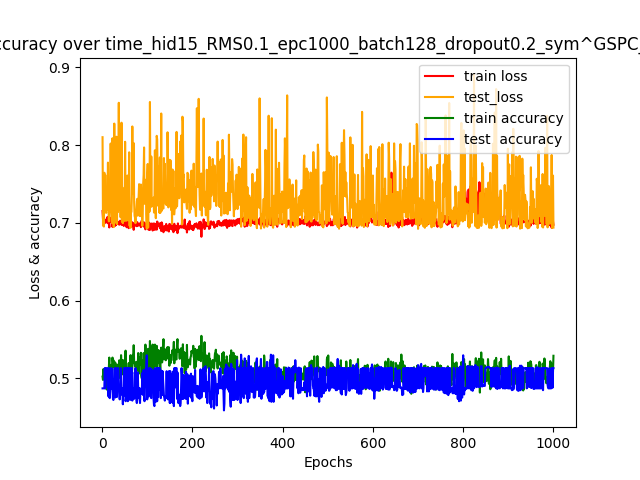 ccuracy over time_hid15_RMS0.1_epc1000_batch128_dropout0.2_sym^GSPC_
train loss
test_loss
train accuracy
test accuracy
0.9
0.8
0.7
0.6
0.5
Loss & accuracy
0 200 400 600 800 1000
Epochs